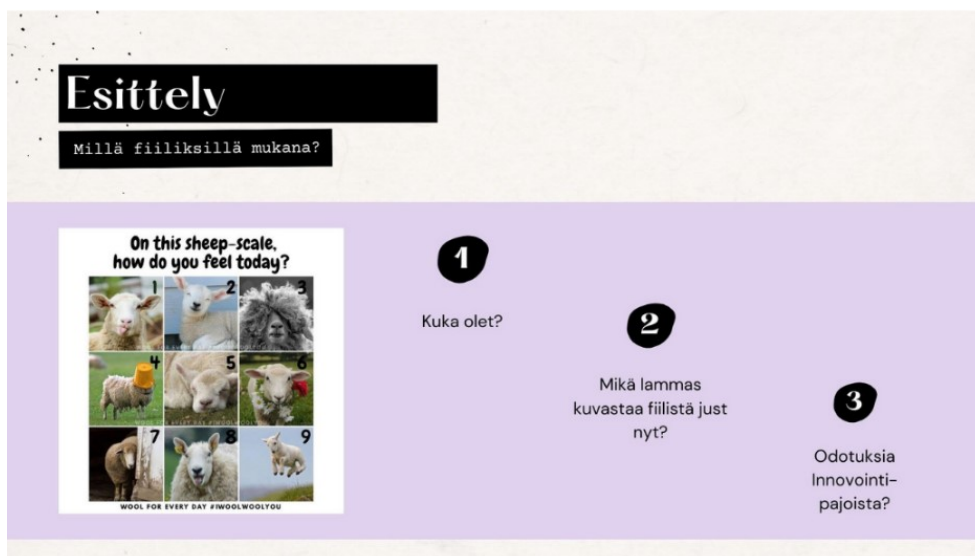 Esittely
Millä fiiliksillä mukana?
On this sheep-scale,
how do you feel today?
1
2
3
4
5
6
7
8
9
WOOL FOR EVERY DAY #IWOOLWOOLYOU
1
Kuka olet?
2
Mikä lammas
kuvastaa fiilistä just
nyt?
3
Odotuksia
Innovointi-
pajoista?